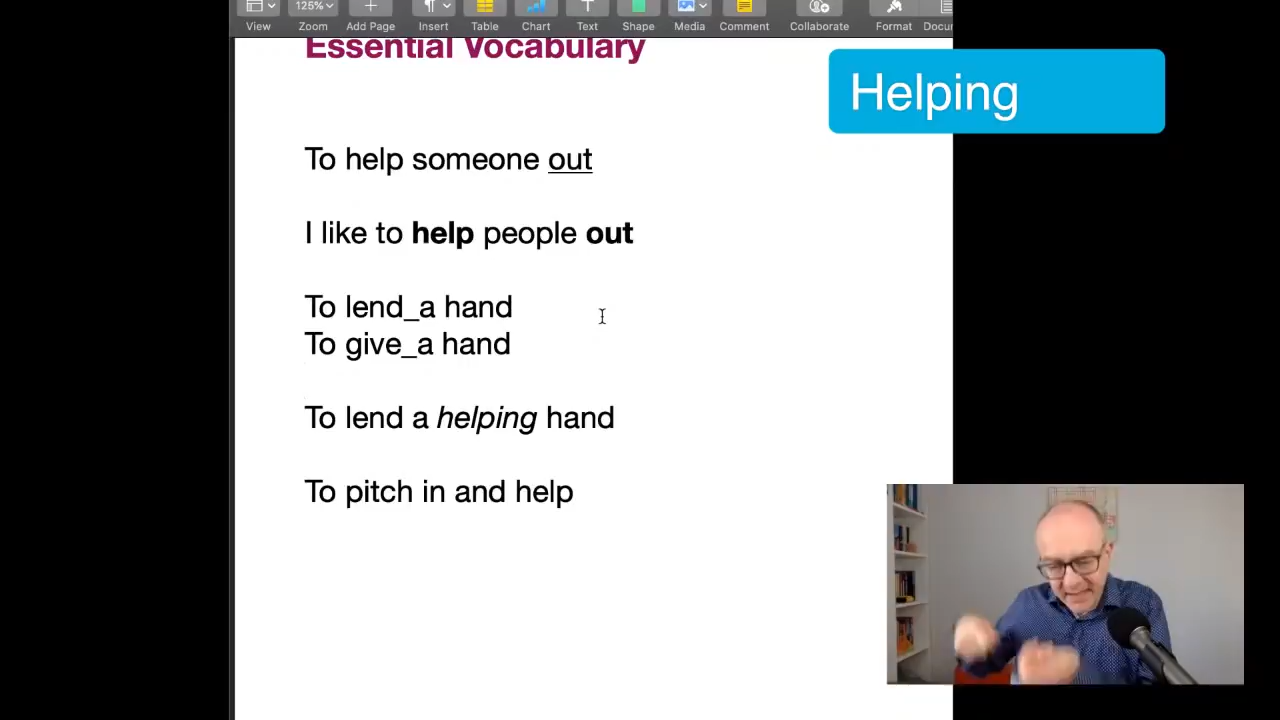 125%
View Zoom Add Page Insert Table Chart Text Shape Media Comment Collaborate Format Docun
Essential Vocabulary
Helping
To help someone out
I like to help people out
To lend_a hand
To give_a hand
To lend a helping hand
To pitch in and help